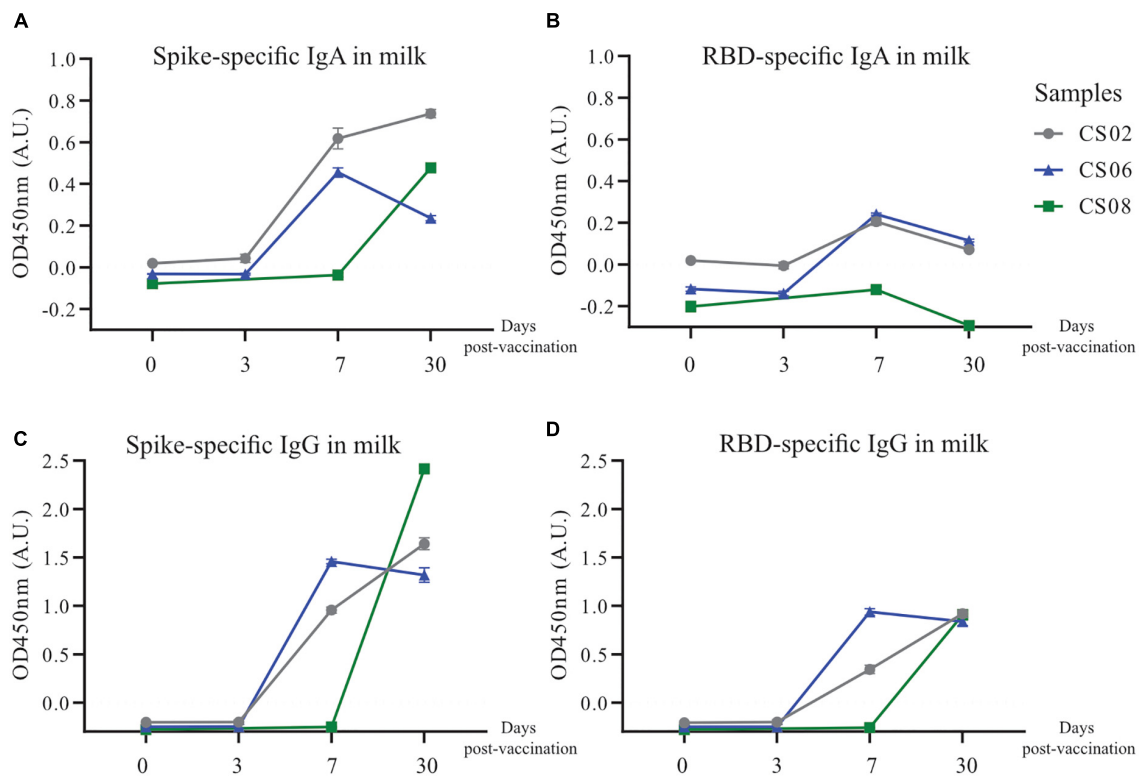 A
Spike-specific IgA in milk
OD450nm (A.U.)
1.0
0.8
0.6
0.4
0.2
0.0
-0.2
0 3 7 30
Days
post-vaccination
B
RBD-specific IgA in milk
OD450nm (A.U.)
1.0
0.8
0.6
0.4
0.2
0.0
-0.2
0 3 7 30
Days
post-vaccination
Samples
CS02
CS06
CS08
C
Spike-specific IgG in milk
OD450nm (A.U.)
2.5
2.0
1.5
1.0
0.5
0.0
0 3 7 30
Days
post-vaccination
D
RBD-specific IgG in milk
OD450nm (A.U.)
2.5
2.0
1.5
1.0
0.5
0.0
0 3 7 30
Days
post-vaccination